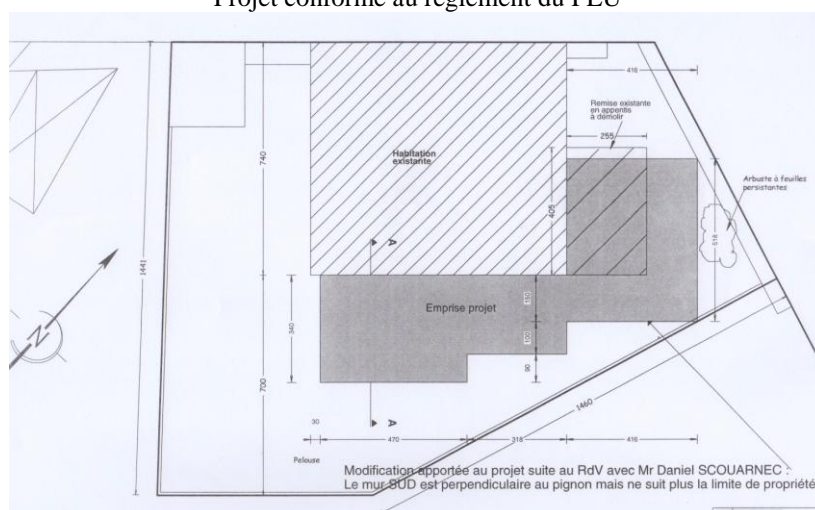 Projet conforme au règlement du PLU
416
Remise existante
en appentis
à démolir
255
Habitation
existante
740
405
Arbuste à feuilles
persistantes
518
1441
A
N
340
Emprise projet
150
100
90
700
1460
A
30
470
318
416
Pelouse
Modification apportée au projet suite au RdV avec Mr Daniel SCOUARNEC :
Le mur SUD est perpendiculaire au pignon mais ne suit plus la limite de propriété